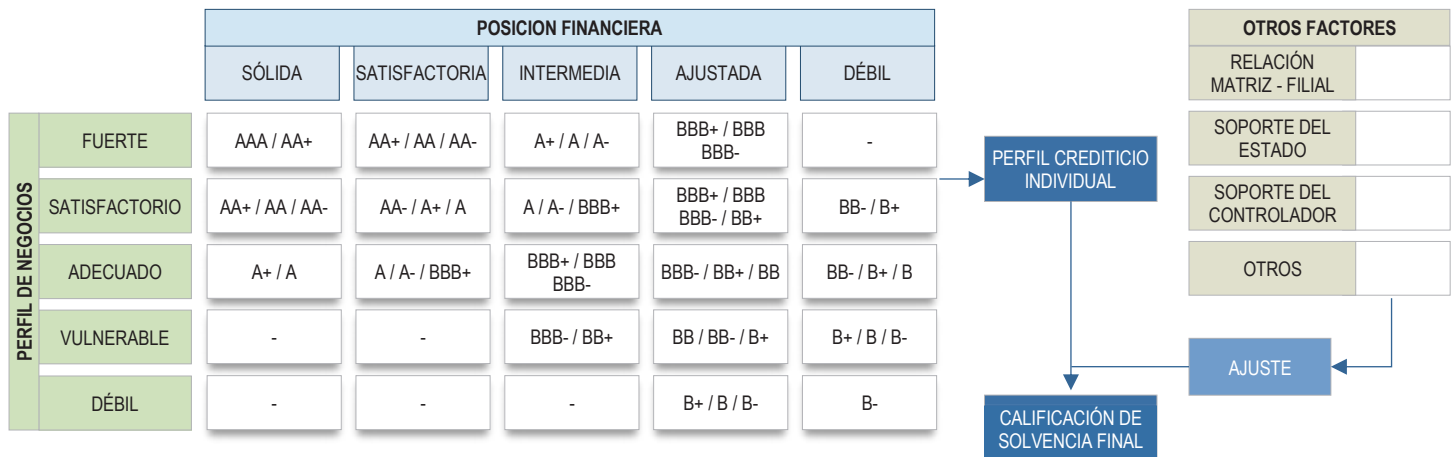 POSICION FINANCIERA
SÓLIDA
SATISFACTORIA
INTERMEDIA
AJUSTADA
DÉBIL
PERFIL DE NEGOCIOS
FUERTE
AAA / AA+
AA+ / AA / AA-
A+ / A / A-
BBB+ / BBB
BBB-
-
SATISFACTORIO
AA+ / AA / AA-
AA- / A+ / A
A / A- / BBB+
BBB+ / BBB
BBB- / BB+
BB- / B+
ADECUADO
A+ / A
A / A- / BBB+
BBB+ / BBB
BBB-
BBB- / BB+ / BB
BB- / B+ / B
VULNERABLE
-
-
BBB- / BB+
BB / BB- / B+
B+ / B / B-
DÉBIL
-
-
-
B+ / B / B-
B-
PERFIL CREDITICIO
INDIVIDUAL
CALIFICACIÓN DE
SOLVENCIA FINAL
OTROS FACTORES
RELACIÓN
MATRIZ - FILIAL
SOPORTE DEL
ESTADO
SOPORTE DEL
CONTROLADOR
OTROS
AJUSTE